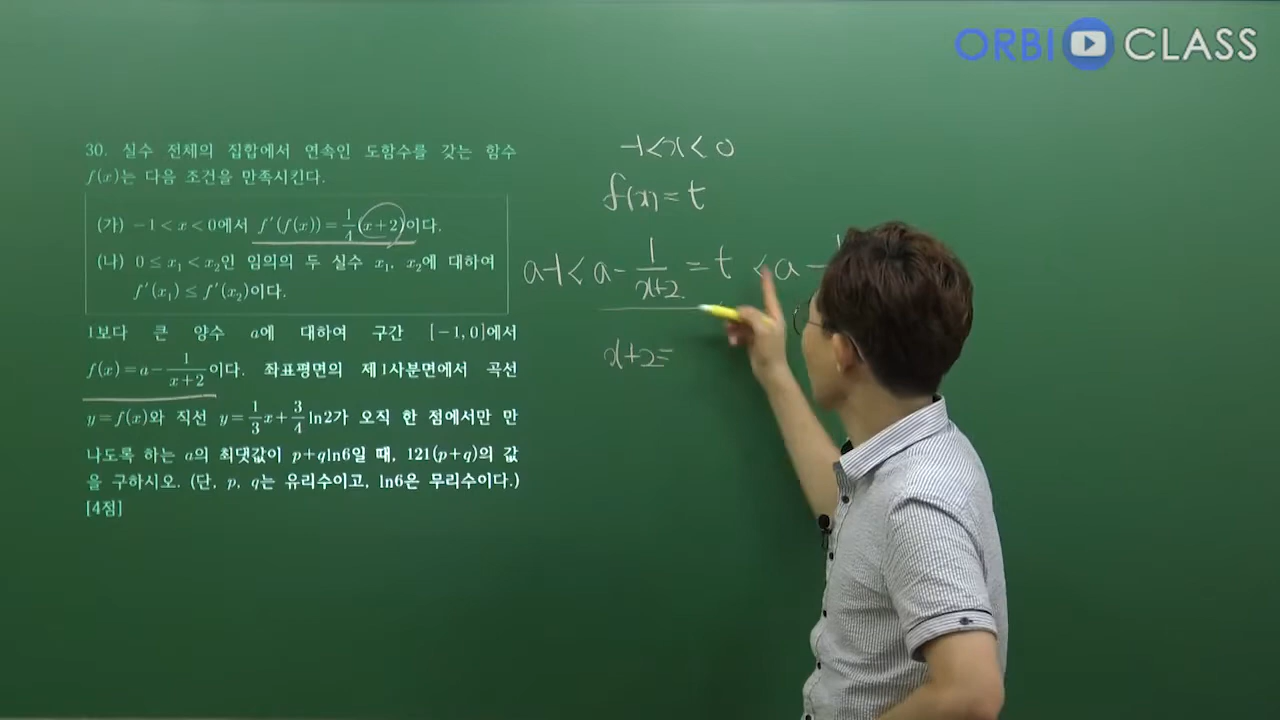 ORBI CLASS
30. 실수 전체의 집합에서 연속인 도함수를 갖는 함수
f(x)는 다음 조건을 만족시킨다.
(가) -1<x<0에서 f'(f(x))=1/4(x+2)이다.
(나) 0≤x₁<x₂인 임의의 두 실수 x₁, x₂에 대하여
f'(x₁)≤f'(x₂)이다.
1보다 큰 양수 a에 대하여 구간 [-1, 0]에서
f(x)=a-1/(x+2)이다. 좌표평면의 제1사분면에서 곡선
y=f(x)와 직선 y=1/3x+3/4ln2가 오직 한 점에서만 만
나도록 하는 a의 최댓값이 p+qln6일 때, 121(p+q)의 값
을 구하시오. (단, p, q는 유리수이고, ln6은 무리수이다.)
[4점]
-1<x<0
f(x)=t
a-1<a-1/(x+2)=t<a-
x+2=